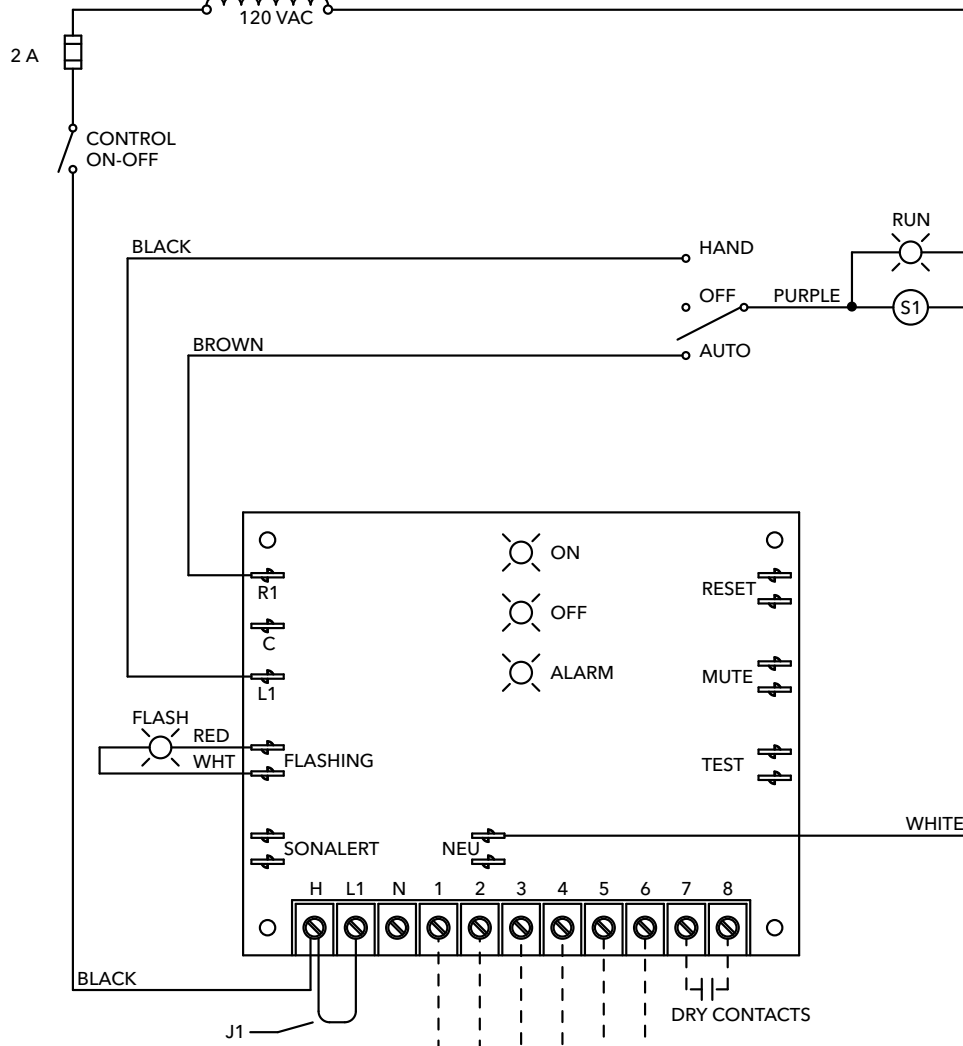 120 VAC
2 A
CONTROL
ON-OFF
RUN
BLACK
HAND
OFF
PURPLE
S1
BROWN
AUTO
ON
R1
RESET
OFF
C
ALARM
MUTE
L1
FLASH
RED
WHT
FLASHING
TEST
WHITE
SONALERT
NEU
H L1 N 1 2 3 4 5 6 7 8
BLACK
DRY CONTACTS
J1